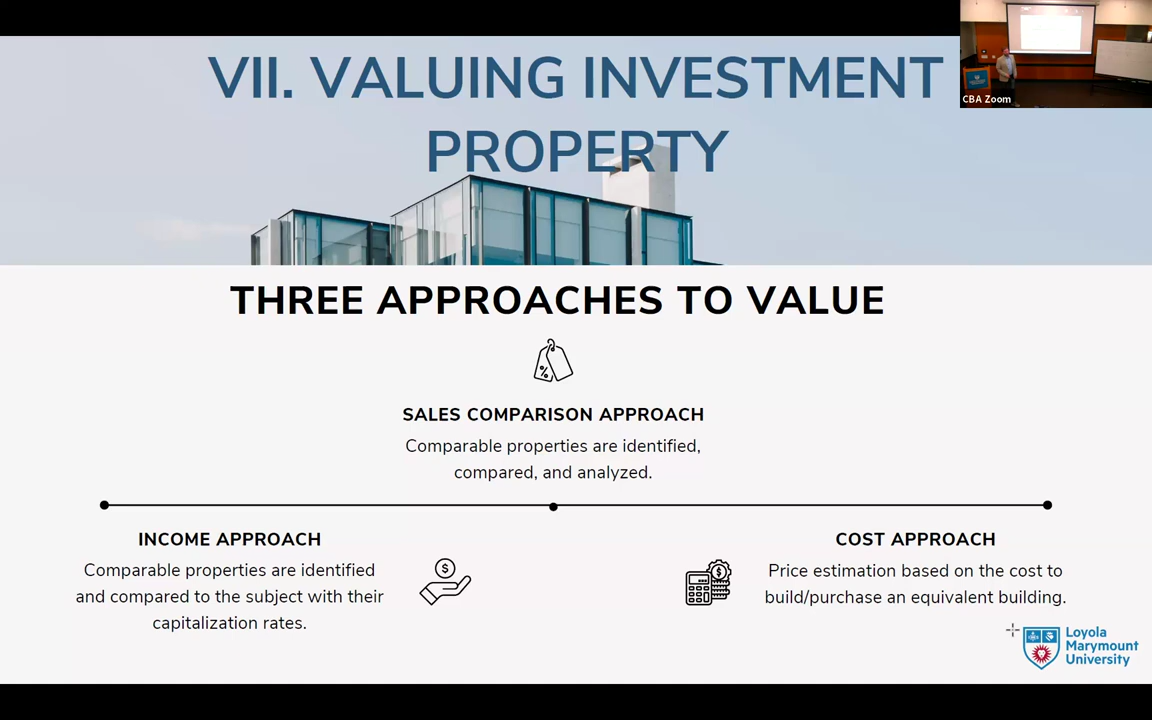 VII. VALUING INVESTMENT
PROPERTY
CBA Zoom
THREE APPROACHES TO VALUE
%
SALES COMPARISON APPROACH
Comparable properties are identified,
compared, and analyzed.
INCOME APPROACH
Comparable properties are identified
and compared to the subject with their
capitalization rates.
$
$
COST APPROACH
Price estimation based on the cost to
build/purchase an equivalent building.
Loyola
Marymount
University